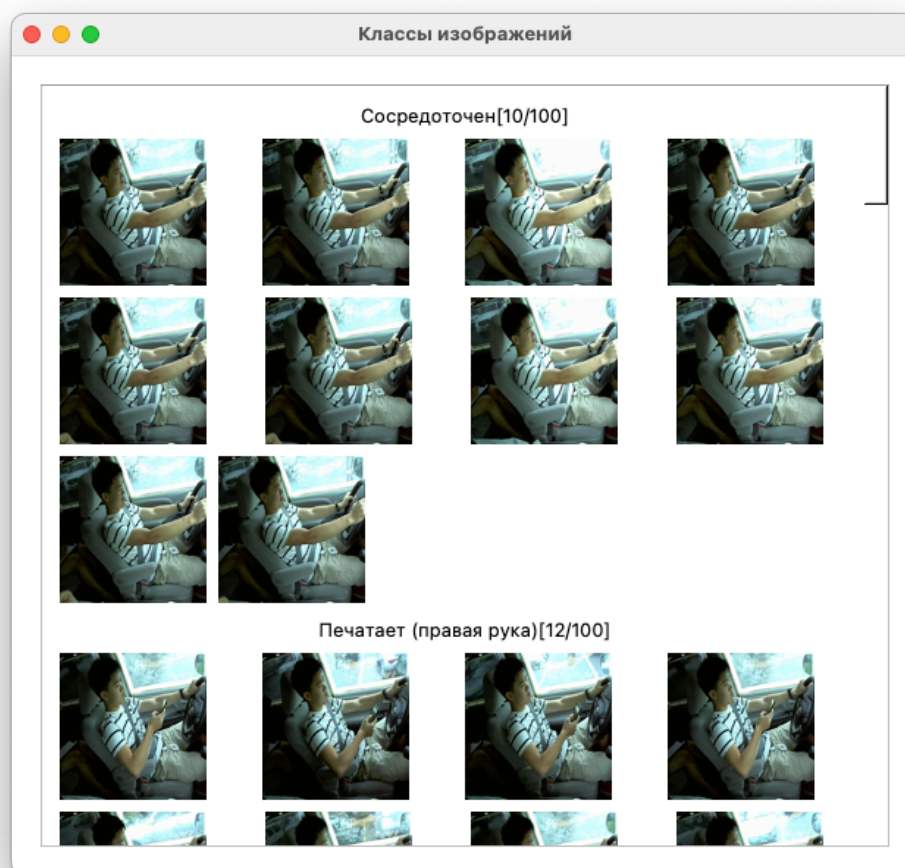 Классы изображений
Сосредоточен[10/100]
Печатает (правая рука)[12/100]